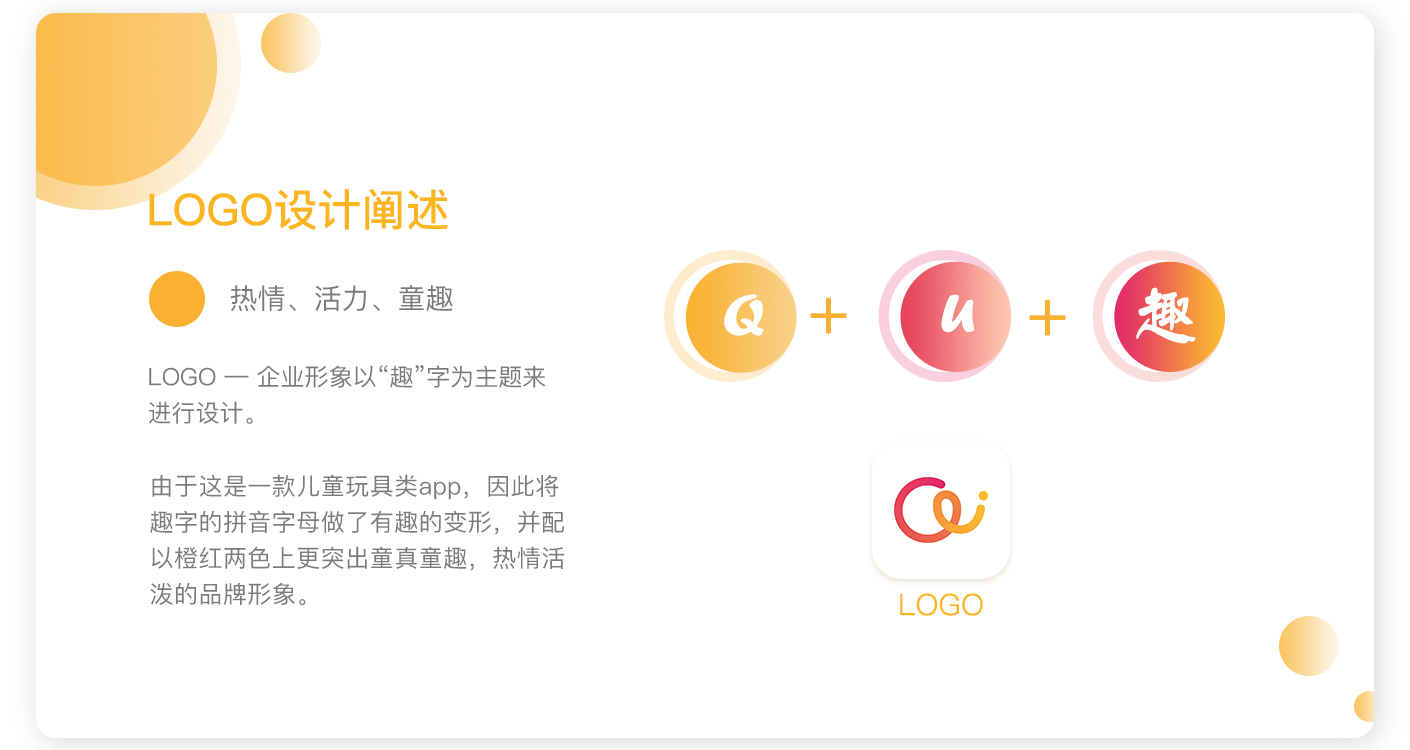 LOGO设计阐述
热情、活力、童趣
LOGO — 企业形象以“趣”字为主题来
进行设计。
由于这是一款儿童玩具类app，因此将
趣字的拼音字母做了有趣的变形，并配
以橙红两色上更突出童真童趣，热情活
泼的品牌形象。
Q + U + 趣
LOGO